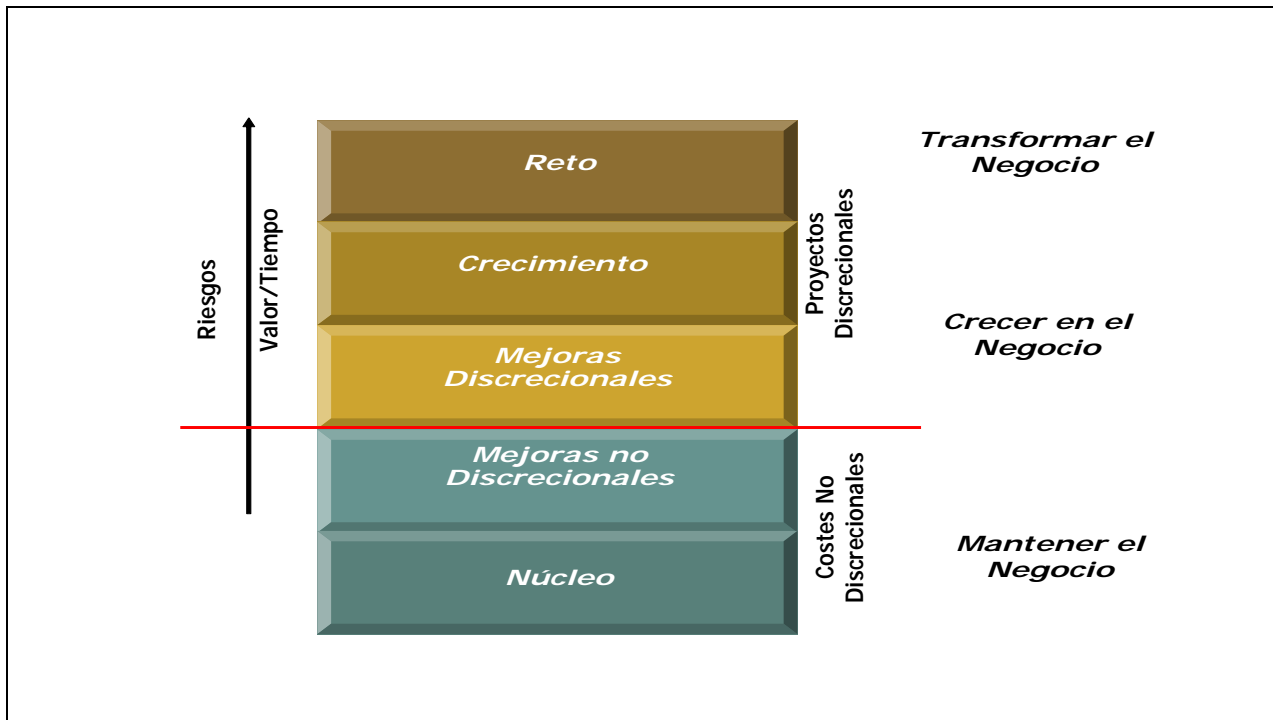 Reto
Crecimiento
Mejoras
Discrecionales
Mejoras no
Discrecionales
Núcleo
Riesgos
Valor/Tiempo
Proyectos
Discrecionales
Costes No
Discrecionales
Transformar el
Negocio
Crecer en el
Negocio
Mantener el
Negocio